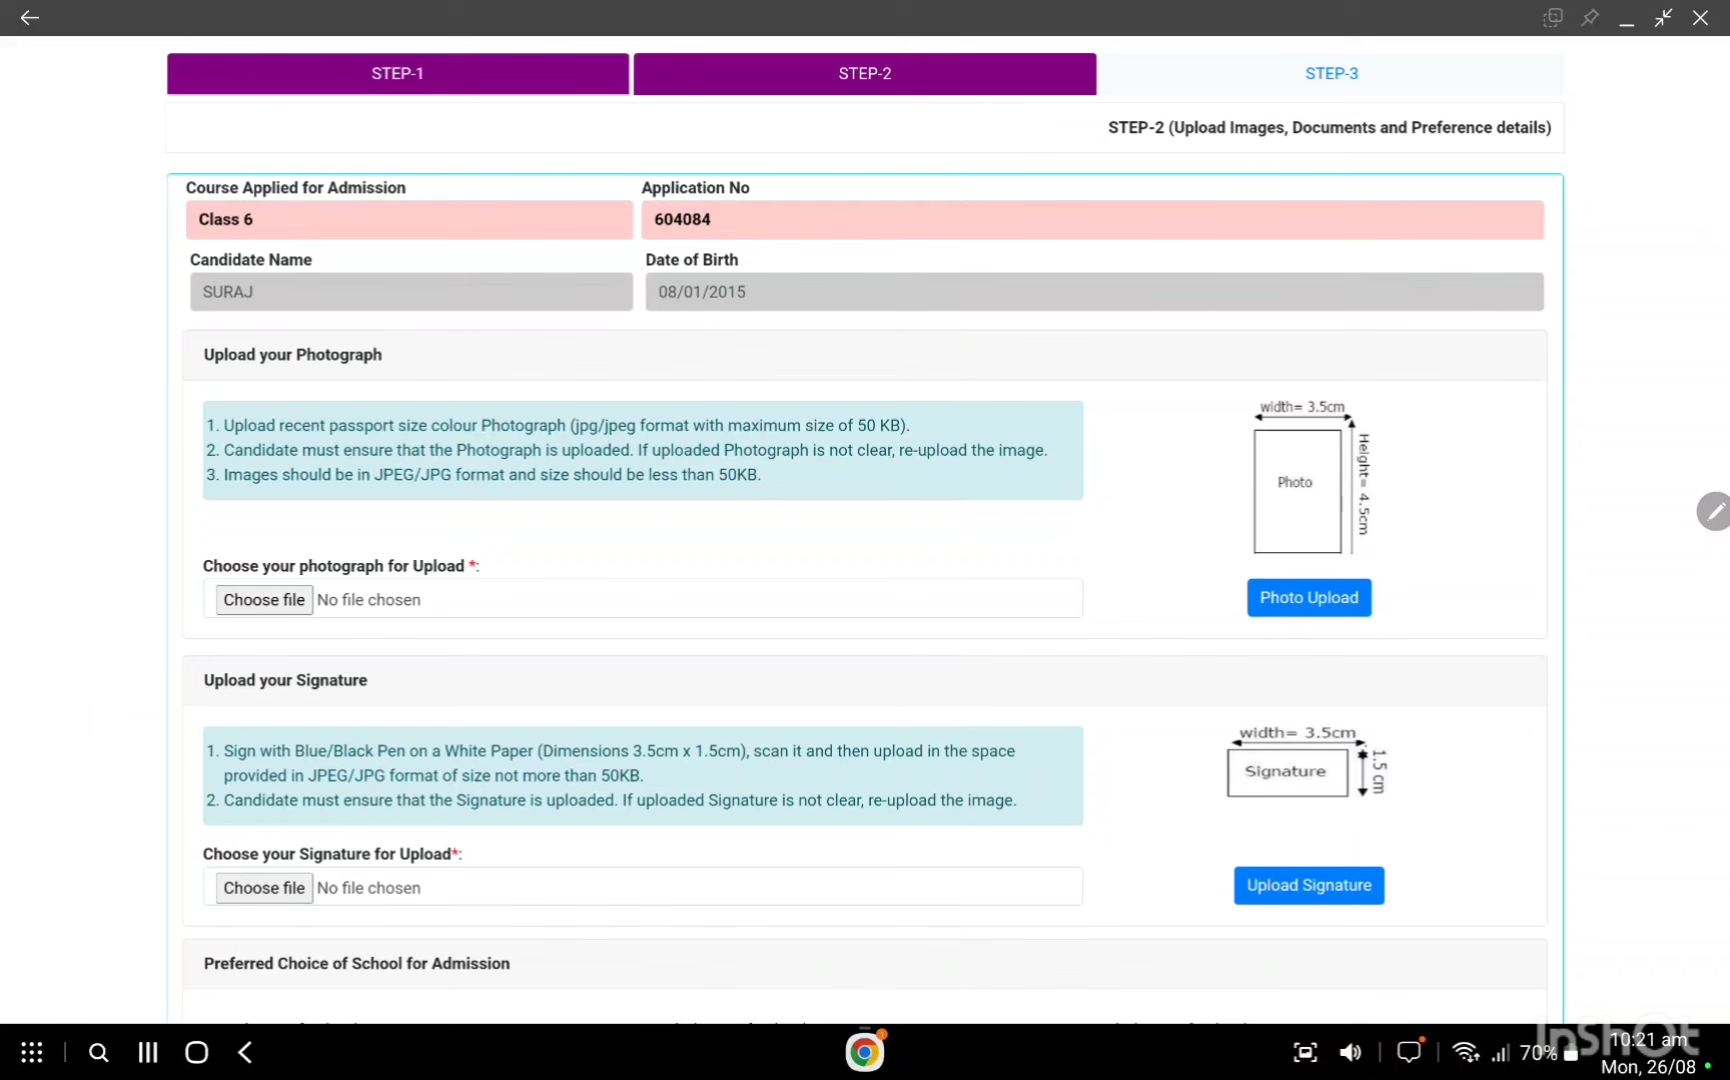 STEP-1
STEP-2
STEP-3
STEP-2 (Upload Images, Documents and Preference details)
Course Applied for Admission
Application No
Class 6
604084
Candidate Name
Date of Birth
SURAJ
08/01/2015
Upload your Photograph
1. Upload recent passport size colour Photograph (jpg/jpeg format with maximum size of 50 KB).
2. Candidate must ensure that the Photograph is uploaded. If uploaded Photograph is not clear, re-upload the image.
3. Images should be in JPEG/JPG format and size should be less than 50KB.
width= 3.5cm
Photo
Height= 4.5cm
Choose your photograph for Upload *:
Choose file No file chosen
Photo Upload
Upload your Signature
1. Sign with Blue/Black Pen on a White Paper (Dimensions 3.5cm x 1.5cm), scan it and then upload in the space
provided in JPEG/JPG format of size not more than 50KB.
2. Candidate must ensure that the Signature is uploaded. If uploaded Signature is not clear, re-upload the image.
width= 3.5cm
Signature
1.5 cm
Choose your Signature for Upload*:
Choose file No file chosen
Upload Signature
Preferred Choice of School for Admission
InShOt
70%
10:21 am
Mon, 26/08